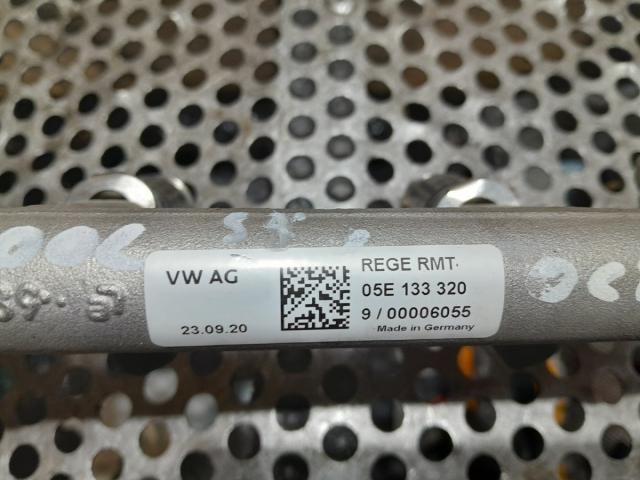 VW AG
23.09.20
REGE RMT.
05E 133 320
9/00006055
Made in Germany